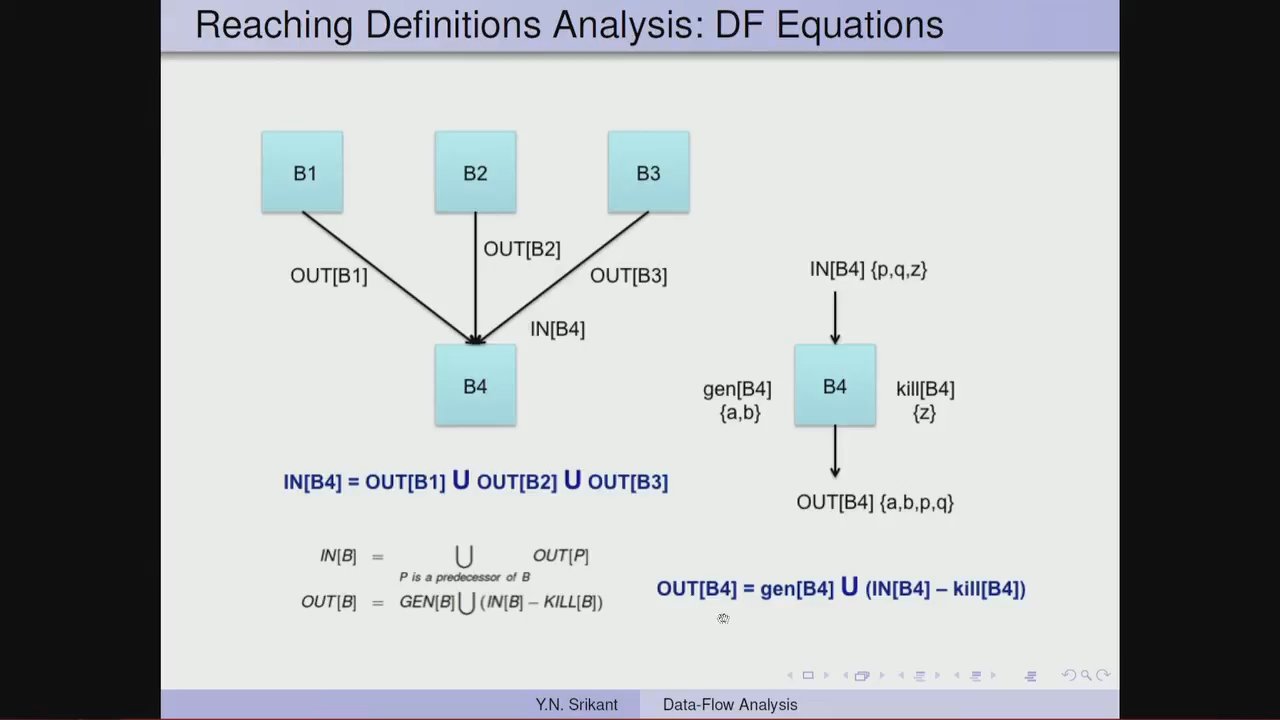 Reaching Definitions Analysis: DF Equations
B1
B2
B3
OUT[B2]
OUT[B1]
OUT[B3]
IN[B4]
B4
IN[B4] {p,q,z}
gen[B4]
{a,b}
B4
kill[B4]
{z}
OUT[B4] {a,b,p,q}
IN[B4] = OUT[B1] ∪ OUT[B2] ∪ OUT[B3]
IN[B] = ⋃ OUT[P]
P is a predecessor of B
OUT[B] = GEN[B] ⋃ (IN[B] − KILL[B])
OUT[B4] = gen[B4] ∪ (IN[B4] – kill[B4])
Y.N. Srikant
Data-Flow Analysis